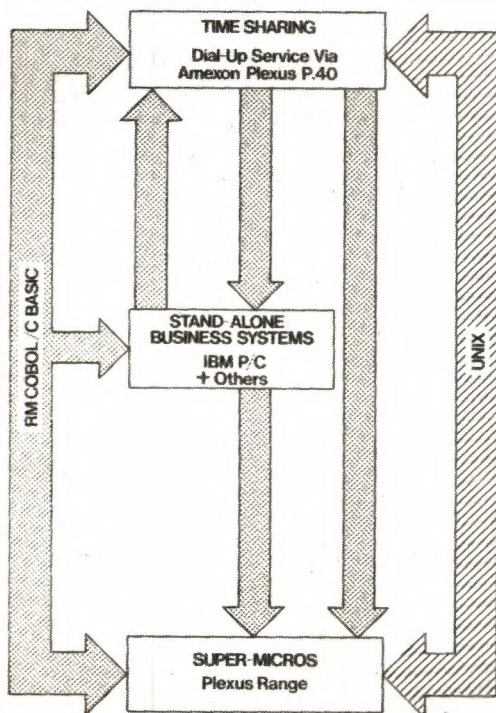 TIME SHARING
Dial-Up Service Via
Amexon Plexus P.40
RM COBOL /C BASIC
STAND-ALONE
BUSINESS SYSTEMS
IBM P/C
+ Others
UNIX
SUPER-MICROS
Plexus Range